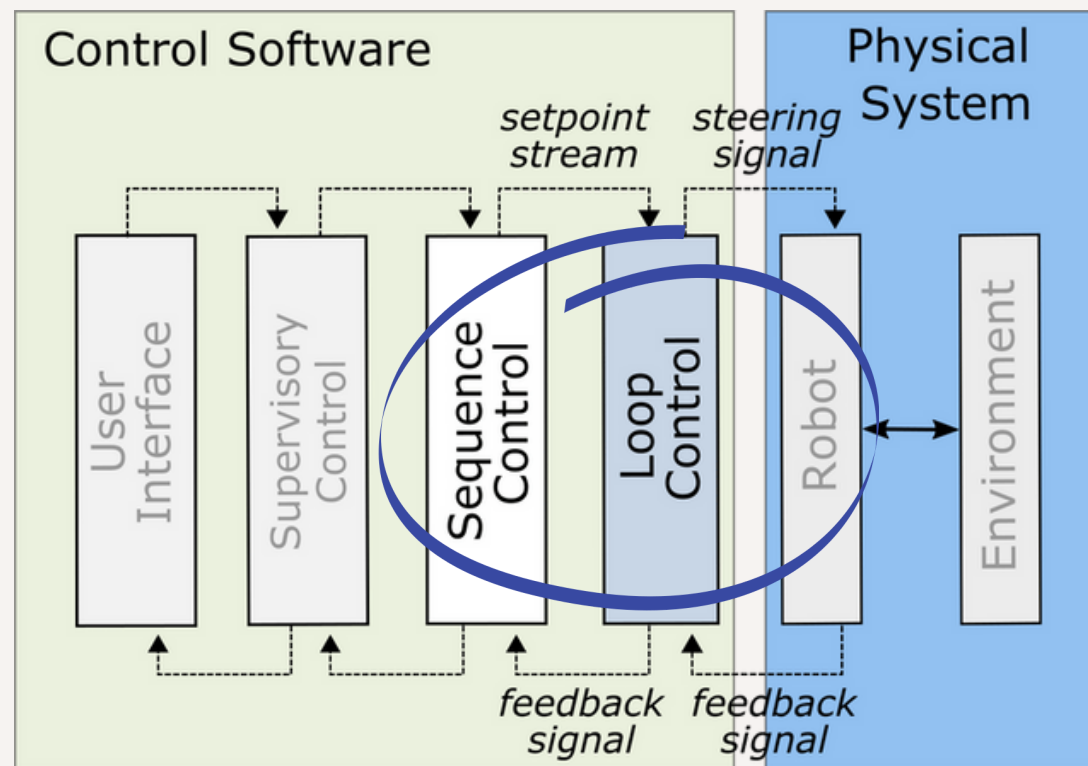 Control Software
Physical
System
setpoint
stream
steering
signal
User
Interface
Supervisory
Control
Sequence
Control
Loop
Control
Robot
Environment
feedback
signal
feedback
signal